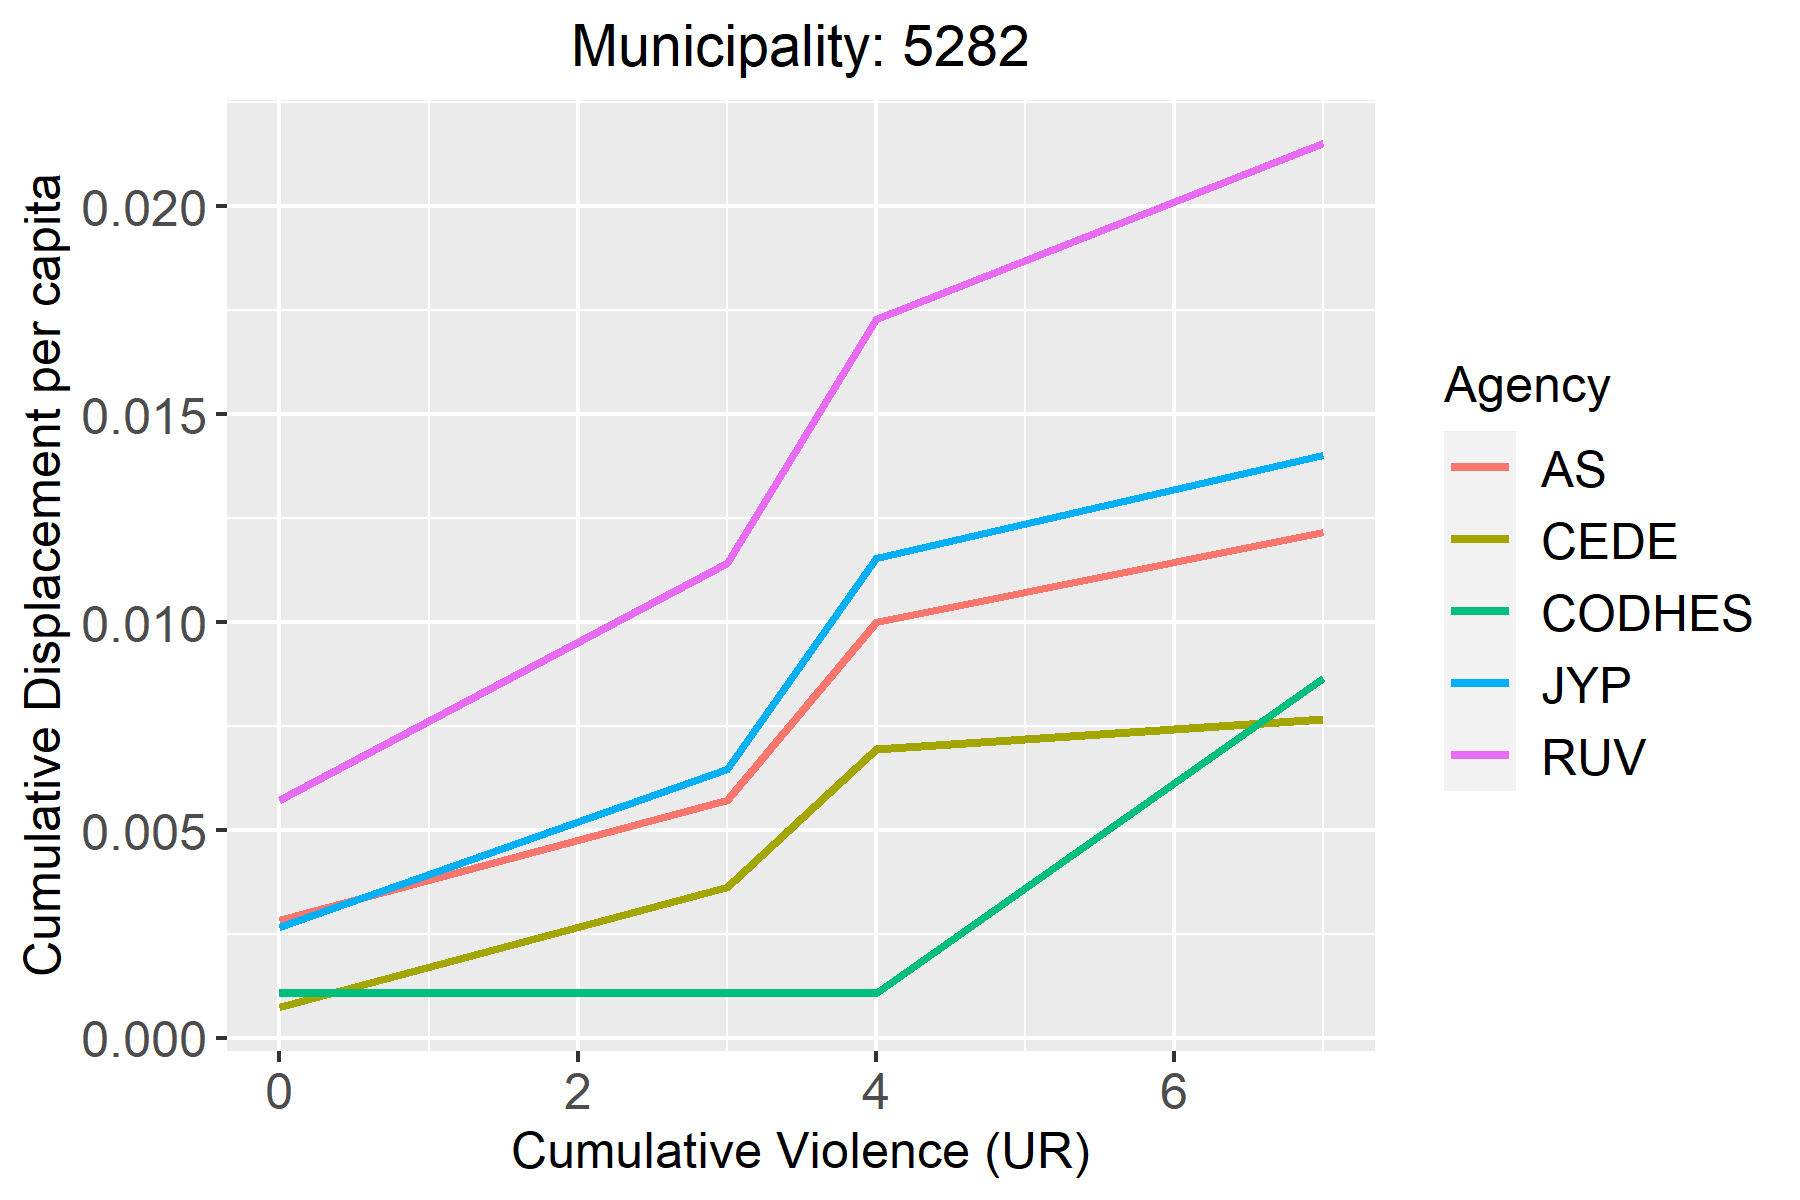 Municipality: 5282
Cumulative Displacement per capita
0.020
0.015
0.010
0.005
0.000
0 2 4 6
Cumulative Violence (UR)
Agency
AS
CEDE
CODHES
JYP
RUV